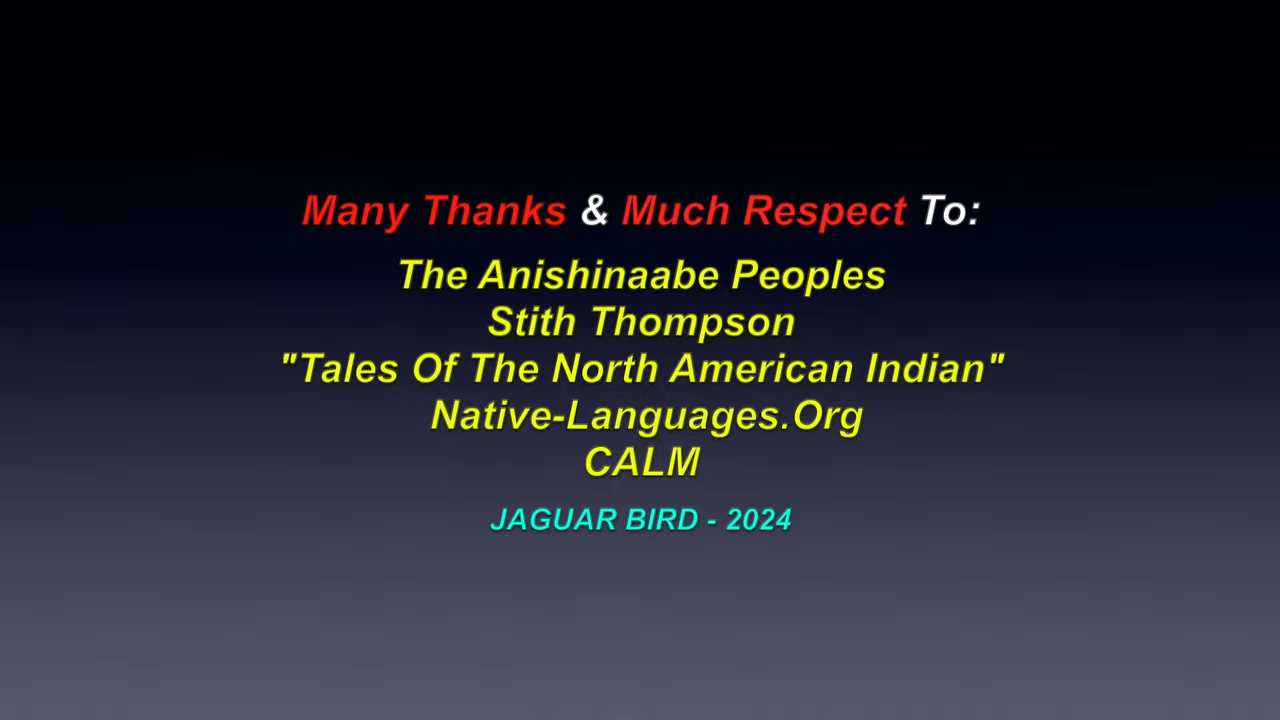 Many Thanks & Much Respect To:
The Anishinaabe Peoples
Stith Thompson
"Tales Of The North American Indian"
Native-Languages.Org
CALM
JAGUAR BIRD - 2024